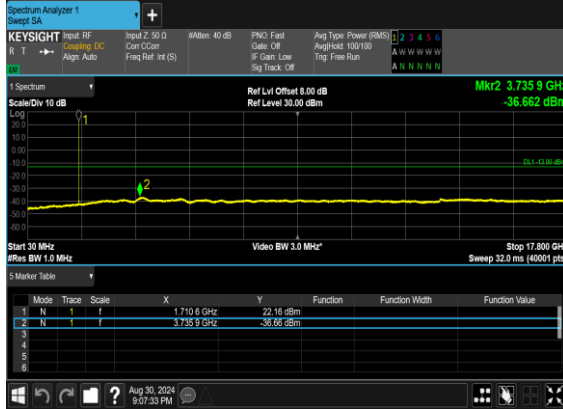 Spectrum Analyzer 1
Swept SA
+
KEYSIGHT Input: RF Input Z: 50 Ω #Atten: 40 dB PNO: Fast Avg Type: Power (RMS) 1 2 3 4 5 6
R T Coupling: DC Corr CCorr Gate: Off Avg|Hold: 100/100 A W W W W W
Align: Auto Freq Ref: Int (S) IF Gain: Low Trig: Free Run
Sig Track: Off A N N N N N
1 Spectrum Ref Lvl Offset 8.00 dB Mkr2 3.735 9 GHz
Scale/Div 10 dB Ref Level 30.00 dBm -36.662 dBm
Log
1
20.0
10.0
0.00
-10.0 DL1 -13.00 dBm
-20.0
-30.0 2
-40.0
-50.0
-60.0
Start 30 MHz Video BW 3.0 MHz* Stop 17.800 GH
#Res BW 1.0 MHz Sweep 32.0 ms (40001 pts
5 Marker Table
Mode Trace Scale X Y Function Function Width Function Value
1 N 1 f 1.710 6 GHz 22.16 dBm
2 N 1 f 3.735 9 GHz -36.66 dBm
3
4
5
6
? Aug 30, 2024
9:07:33 PM